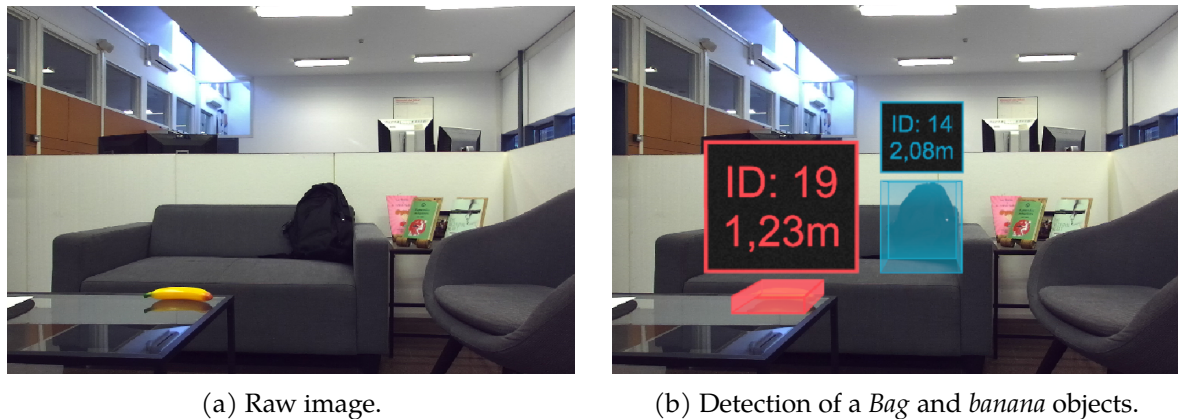 ID: 14
2,08m
ID: 19
1,23m
(a) Raw image.
(b) Detection of a Bag and banana objects.